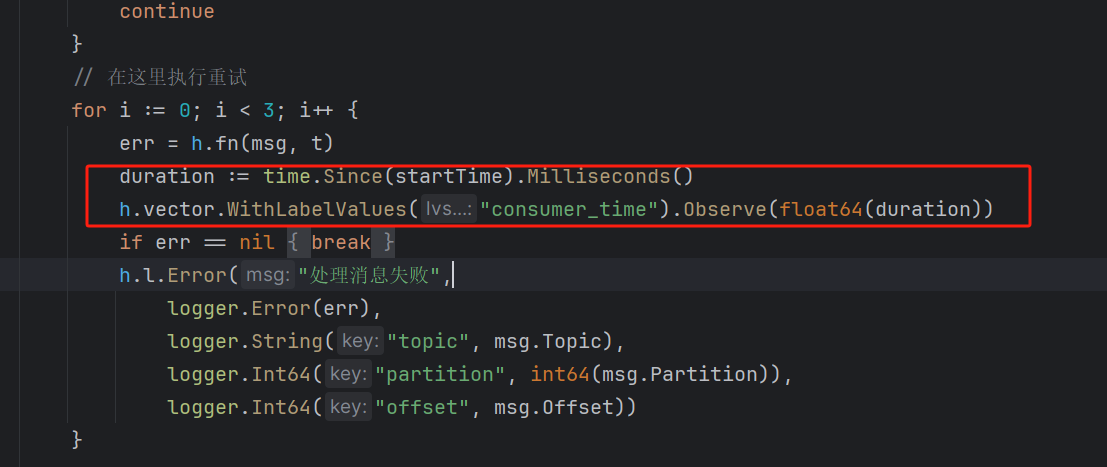 continue
}
// 在这里执行重试
for i := 0; i < 3; i++ {
err = h.fn(msg, t)
duration := time.Since(startTime).Milliseconds()
h.vector.WithLabelValues( lvs...: "consumer_time").Observe(float64(duration))
if err == nil { break }
h.l.Error( msg: "处理消息失败",
logger.Error(err),
logger.String( key: "topic", msg.Topic),
logger.Int64( key: "partition", int64(msg.Partition)),
logger.Int64( key: "offset", msg.Offset))
}